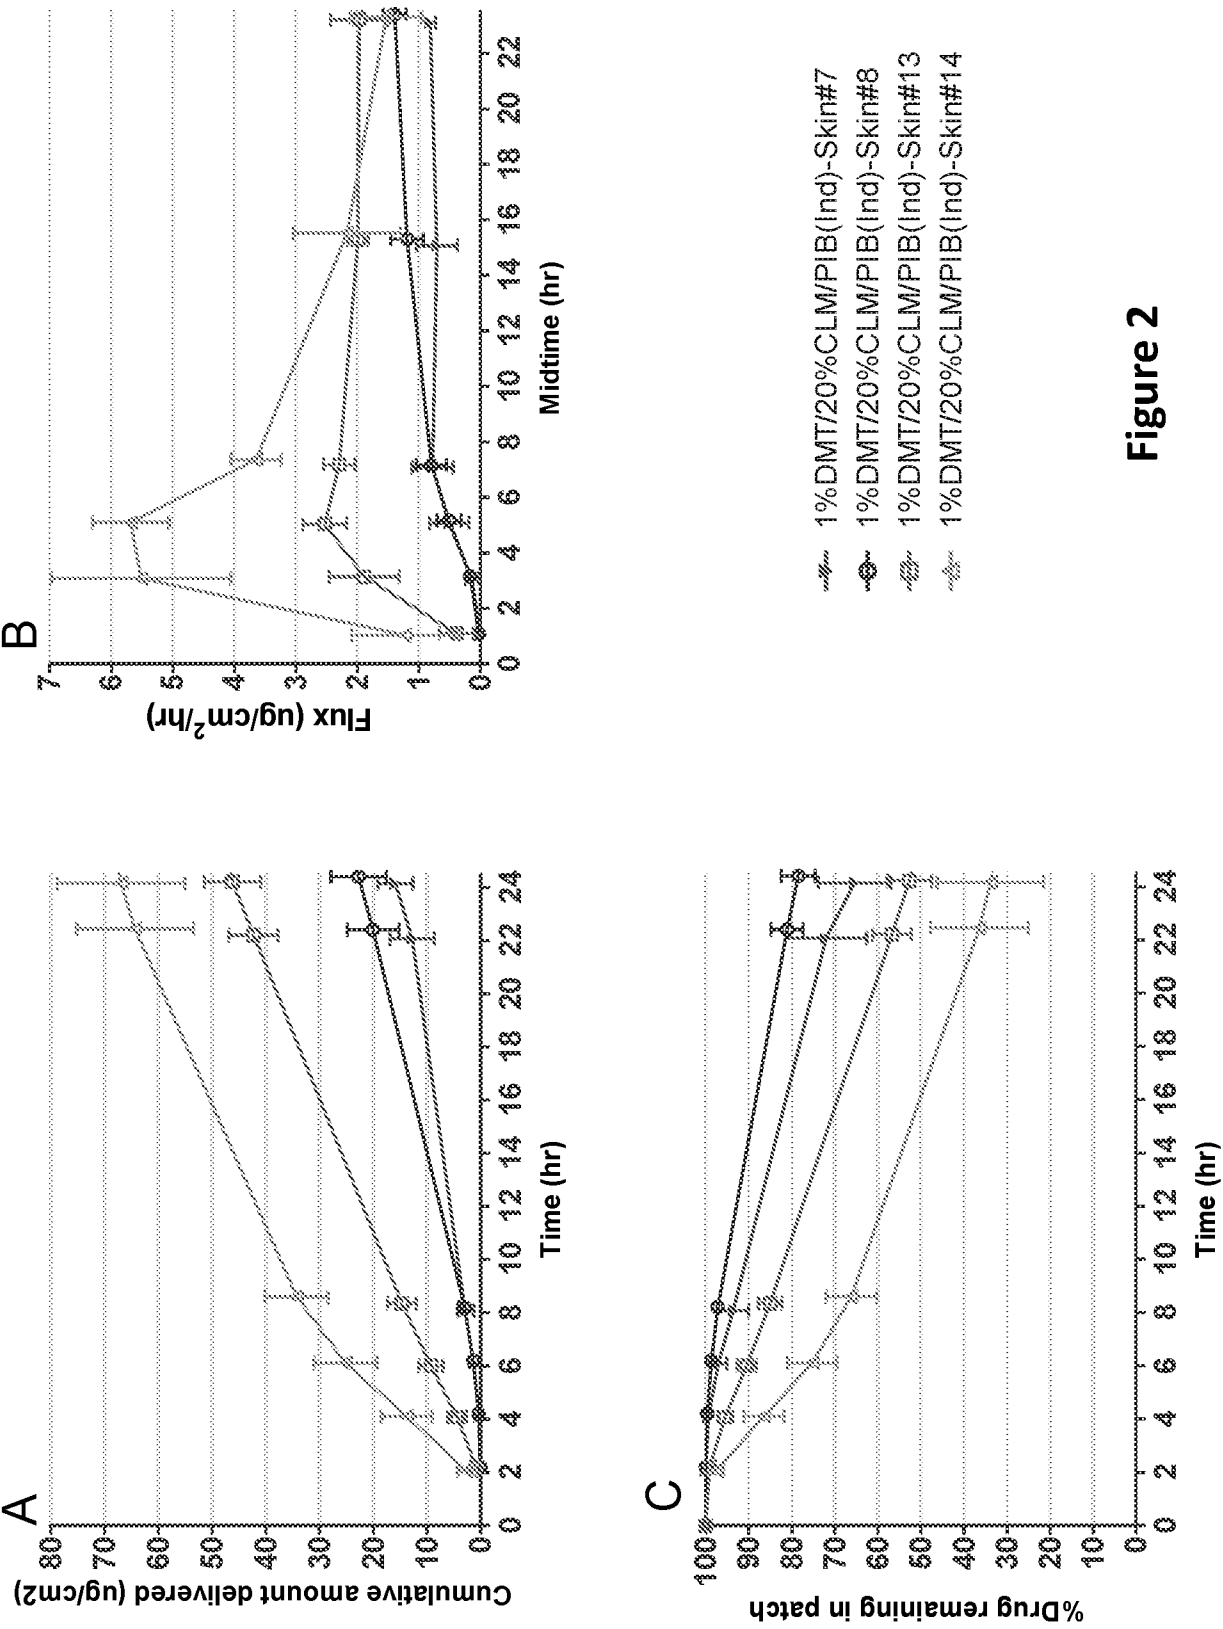 A
Cumulative amount delivered (ug/cm2)
80
70
60
50
40
30
20
10
0
0 2 4 6 8 10 12 14 16 18 20 22 24
Time (hr)
B
Flux (ug/cm²/hr)
7
6
5
4
3
2
1
0
0 2 4 6 8 10 12 14 16 18 20 22
Midtime (hr)
C
%Drug remaining in patch
100
90
80
70
60
50
40
30
20
10
0
0 2 4 6 8 10 12 14 16 18 20 22 24
Time (hr)
1%DMT/20%CLM/PIB(Ind)-Skin#7
1%DMT/20%CLM/PIB(Ind)-Skin#8
1%DMT/20%CLM/PIB(Ind)-Skin#13
1%DMT/20%CLM/PIB(Ind)-Skin#14
Figure 2